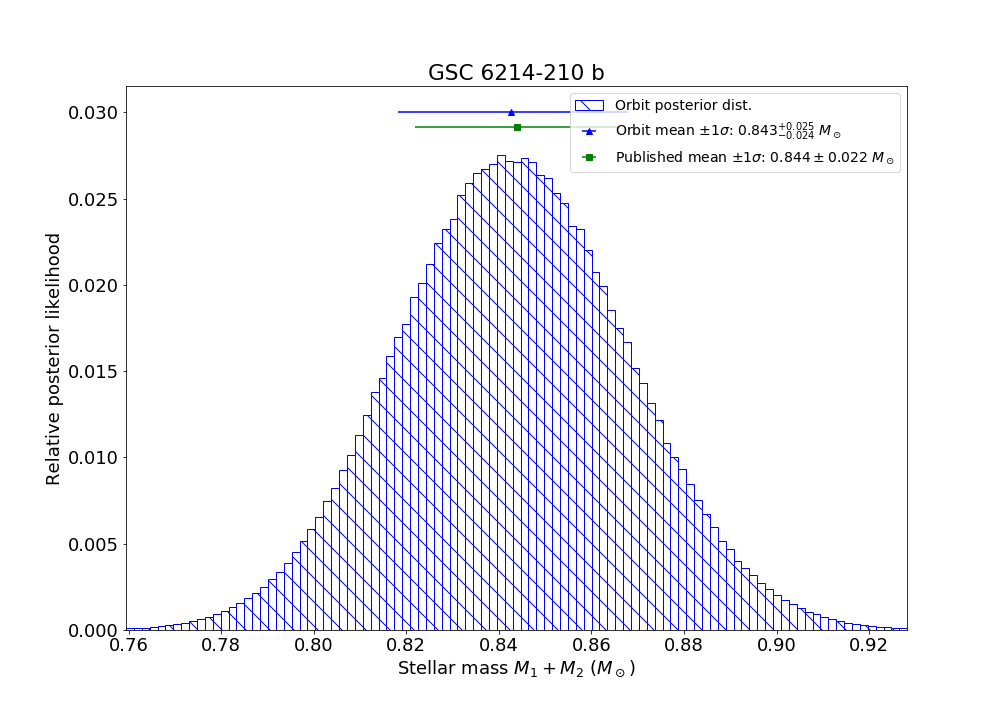 GSC 6214-210 b
Orbit posterior dist.
Orbit mean ±1σ: 0.843^{+0.025}_{-0.024} M_⊙
Published mean ±1σ: 0.844 ± 0.022 M_⊙
Relative posterior likelihood
0.030
0.025
0.020
0.015
0.010
0.005
0.000
0.76 0.78 0.80 0.82 0.84 0.86 0.88 0.90 0.92
Stellar mass M₁ + M₂ (M_⊙)